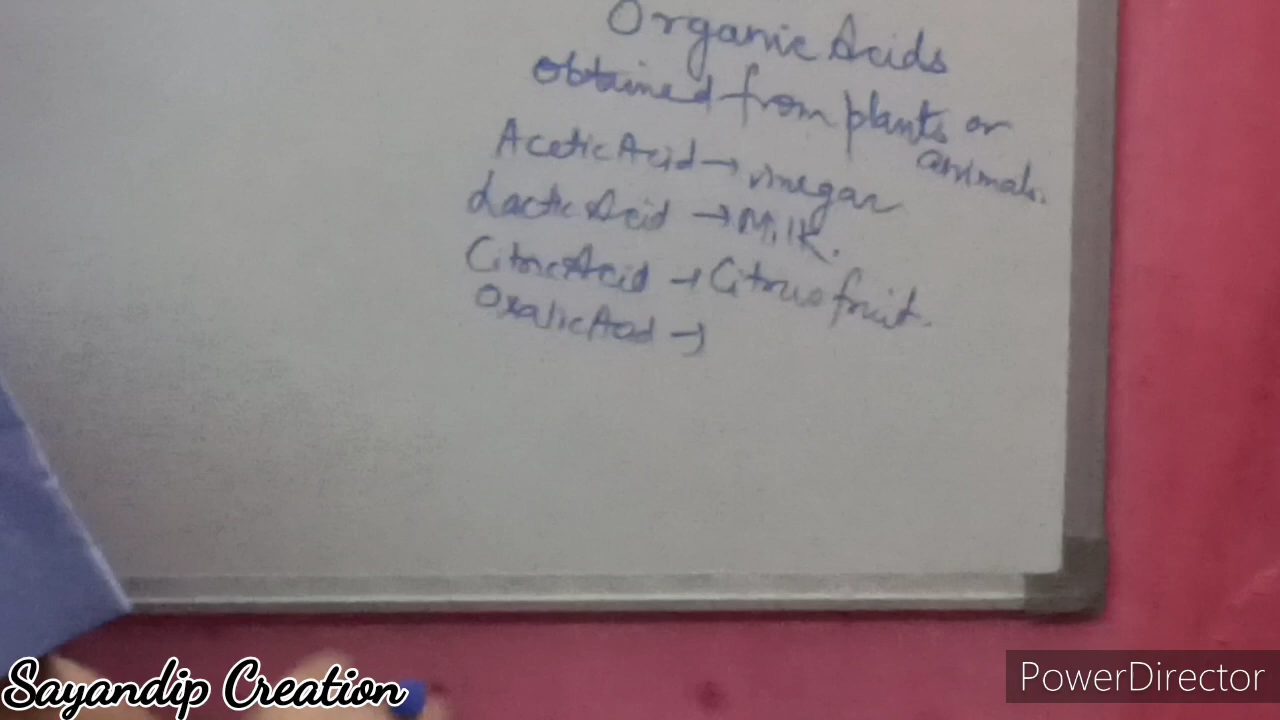 Organic Acids
obtained from plants or
animals.
Acetic Acid → vinegar
Lactic Acid → Milk.
Citric Acid → Citrus fruit.
Oxalic Acid →
Sayandip Creation
PowerDirector